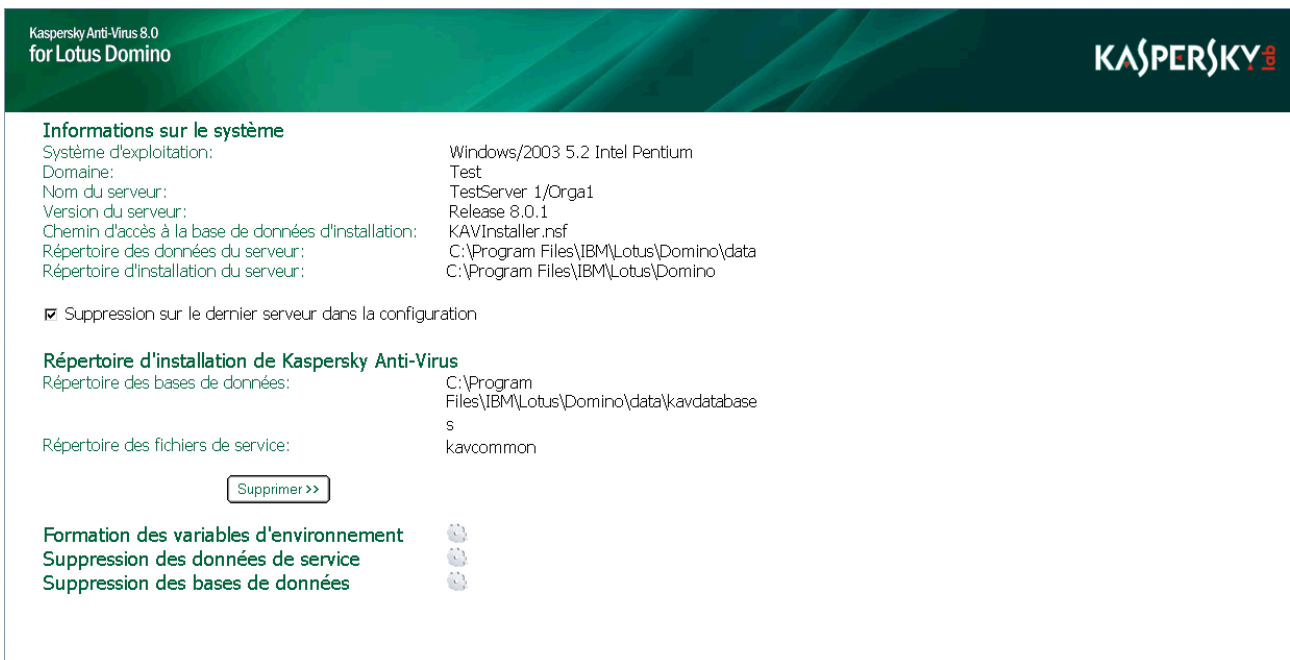 Kaspersky Anti-Virus 8.0
for Lotus Domino
KASPERSKY lab
Informations sur le système
Système d'exploitation: Windows/2003 5.2 Intel Pentium
Domaine: Test
Nom du serveur: TestServer 1/Orga1
Version du serveur: Release 8.0.1
Chemin d'accès à la base de données d'installation: KAVInstaller.nsf
Répertoire des données du serveur: C:\Program Files\IBM\Lotus\Domino\data
Répertoire d'installation du serveur: C:\Program Files\IBM\Lotus\Domino
Suppression sur le dernier serveur dans la configuration
Répertoire d'installation de Kaspersky Anti-Virus
Répertoire des bases de données: C:\Program
Files\IBM\Lotus\Domino\data\kavdatabase
s
Répertoire des fichiers de service: kavcommon
Supprimer >>
Formation des variables d'environnement
Suppression des données de service
Suppression des bases de données